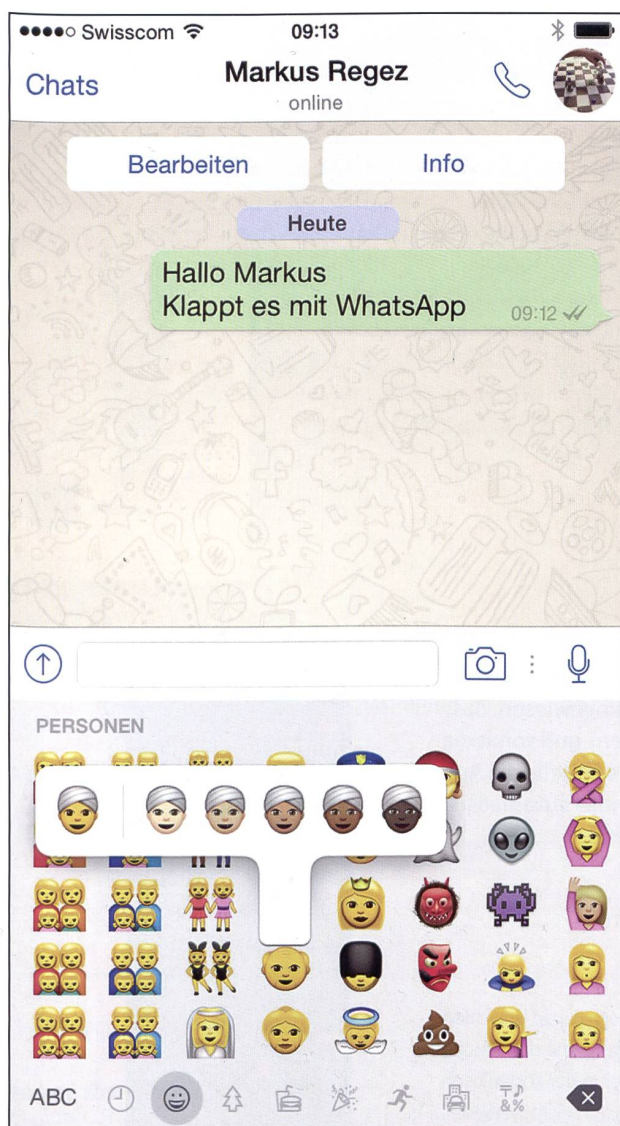 Swisscom 09:13
Chats Markus Regez
online
Bearbeiten Info
Heute
Hallo Markus
Klappt es mit WhatsApp 09:12
PERSONEN
ABC &%